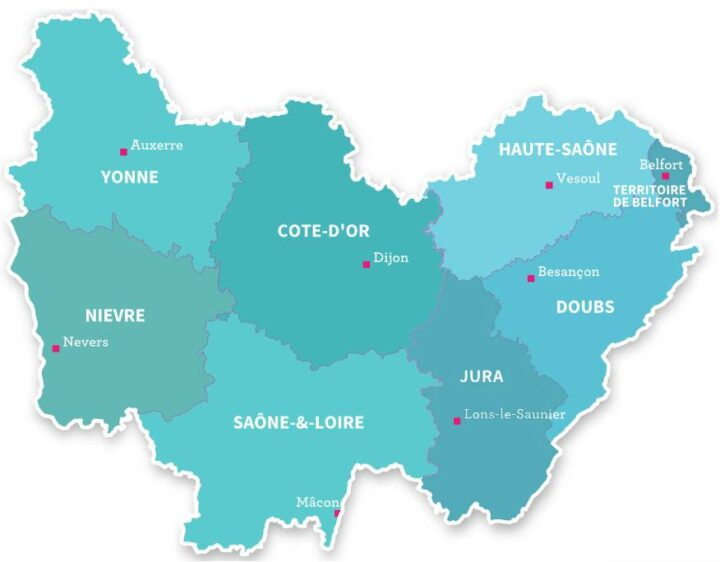 Auxerre
YONNE
HAUTE-SAÔNE
Vesoul
Belfort
TERRITOIRE
DE BELFORT
COTE-D'OR
Dijon
Besançon
DOUBS
NIEVRE
Nevers
JURA
Lons-le-Saunier
SAÔNE-&-LOIRE
Mâcon